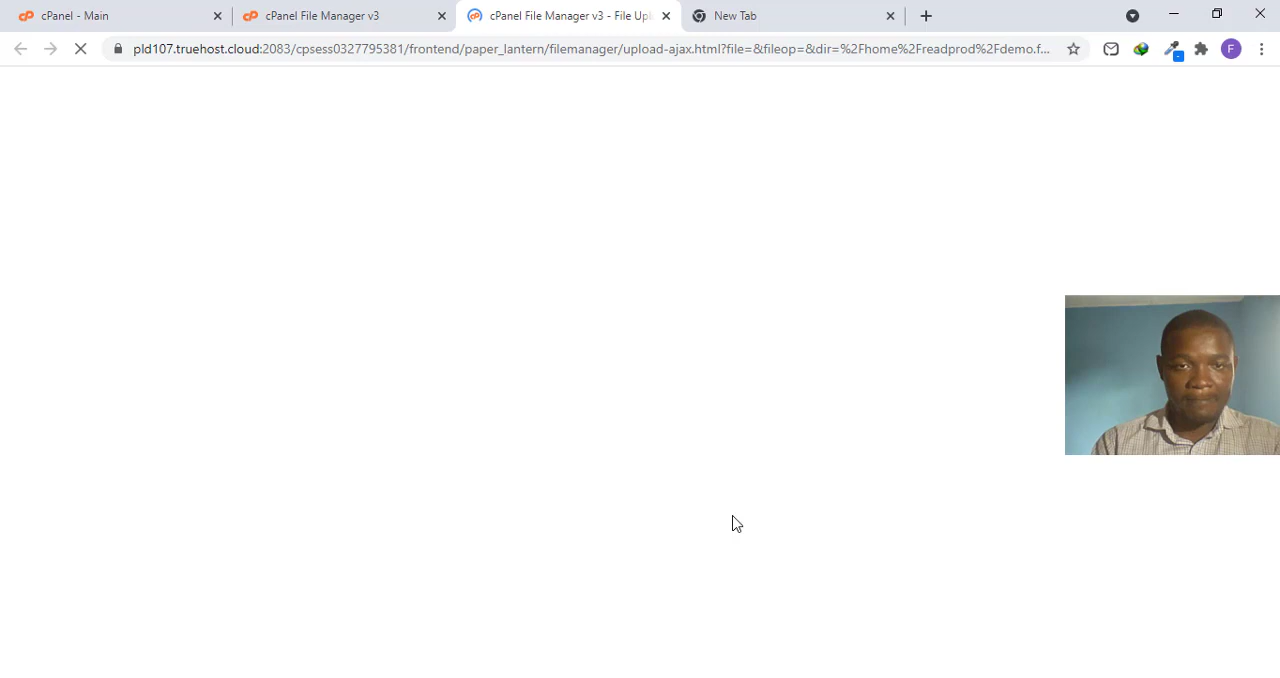 cPanel - Main
cPanel File Manager v3
cPanel File Manager v3 - File Upl
New Tab
pld107.truehost.cloud:2083/cpsess0327795381/frontend/paper_lantern/filemanager/upload-ajax.html?file=&fileop=&dir=%2Fhome%2Freadprod%2Fdemo.f...
F